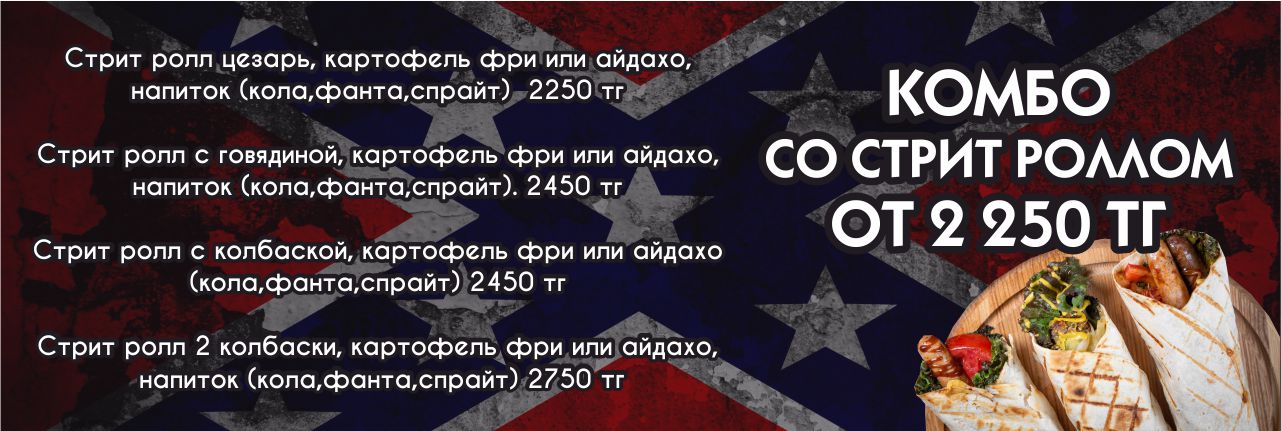 Стрит ролл цезарь, картофель фри или айдахо,
напиток (кола,фанта,спрайт) 2250 тг
Стрит ролл с говядиной, картофель фри или айдахо,
напиток (кола,фанта,спрайт). 2450 тг
Стрит ролл с колбаской, картофель фри или айдахо
(кола,фанта,спрайт) 2450 тг
Стрит ролл 2 колбаски, картофель фри или айдахо,
напиток (кола,фанта,спрайт) 2750 тг
КОМБО
СО СТРИТ РОЛЛОМ
ОТ 2 250 ТГ